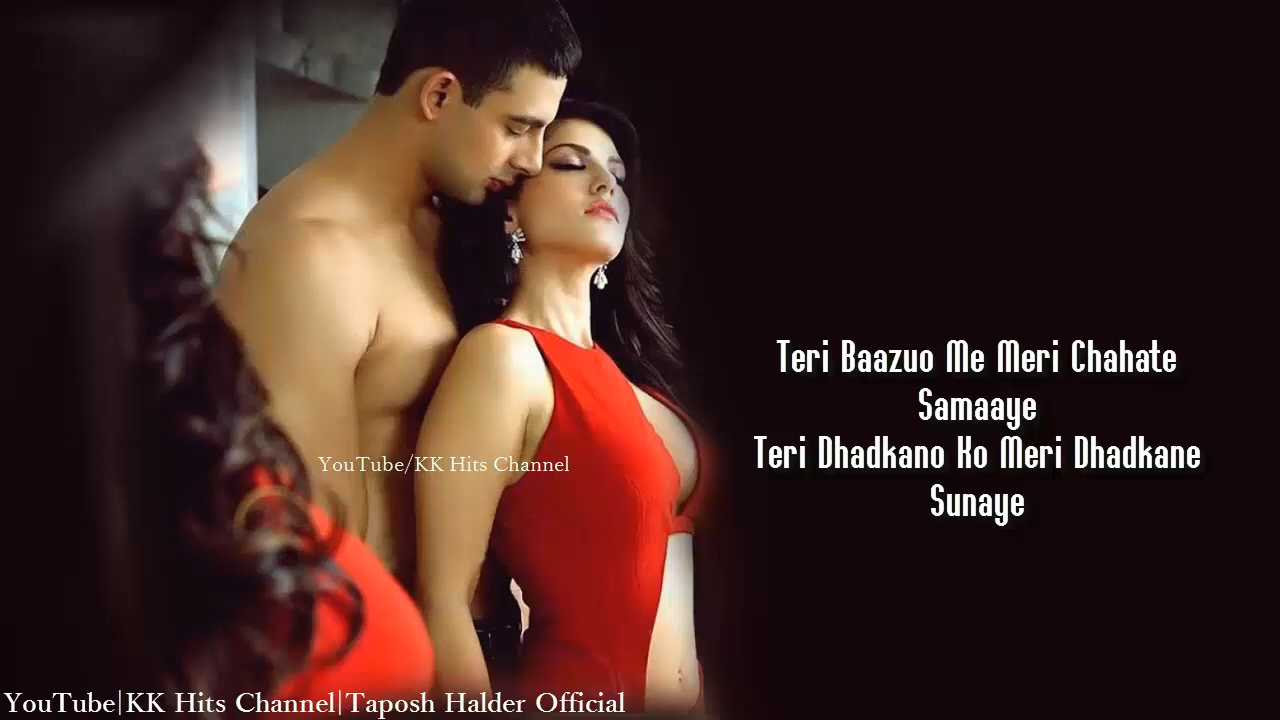 Teri Baazuo Me Meri Chahate
Samaaye
Teri Dhadkano Ko Meri Dhadkane
Sunaye
YouTube/KK Hits Channel
YouTube|KK Hits Channel|Taposh Halder Official